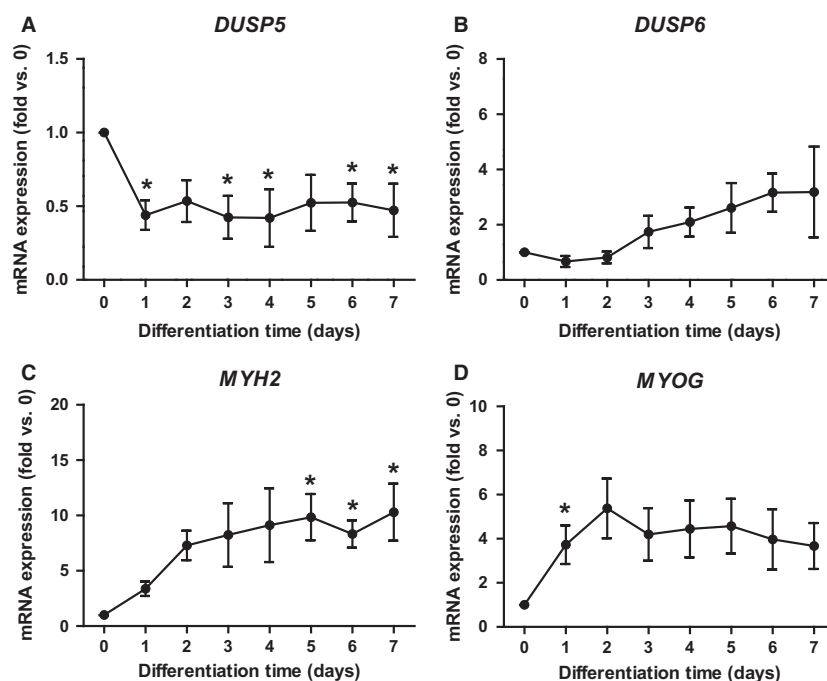 A
DUSP5
mRNA expression (fold vs. 0)
1.5
1.0
0.5
0.0
*
*
*
*
*
0 1 2 3 4 5 6 7
Differentiation time (days)
B
DUSP6
mRNA expression (fold vs. 0)
8
6
4
2
0
0 1 2 3 4 5 6 7
Differentiation time (days)
C
MYH2
mRNA expression (fold vs. 0)
20
15
10
5
0
*
*
*
0 1 2 3 4 5 6 7
Differentiation time (days)
D
MYOG
mRNA expression (fold vs. 0)
10
8
6
4
2
0
*
0 1 2 3 4 5 6 7
Differentiation time (days)